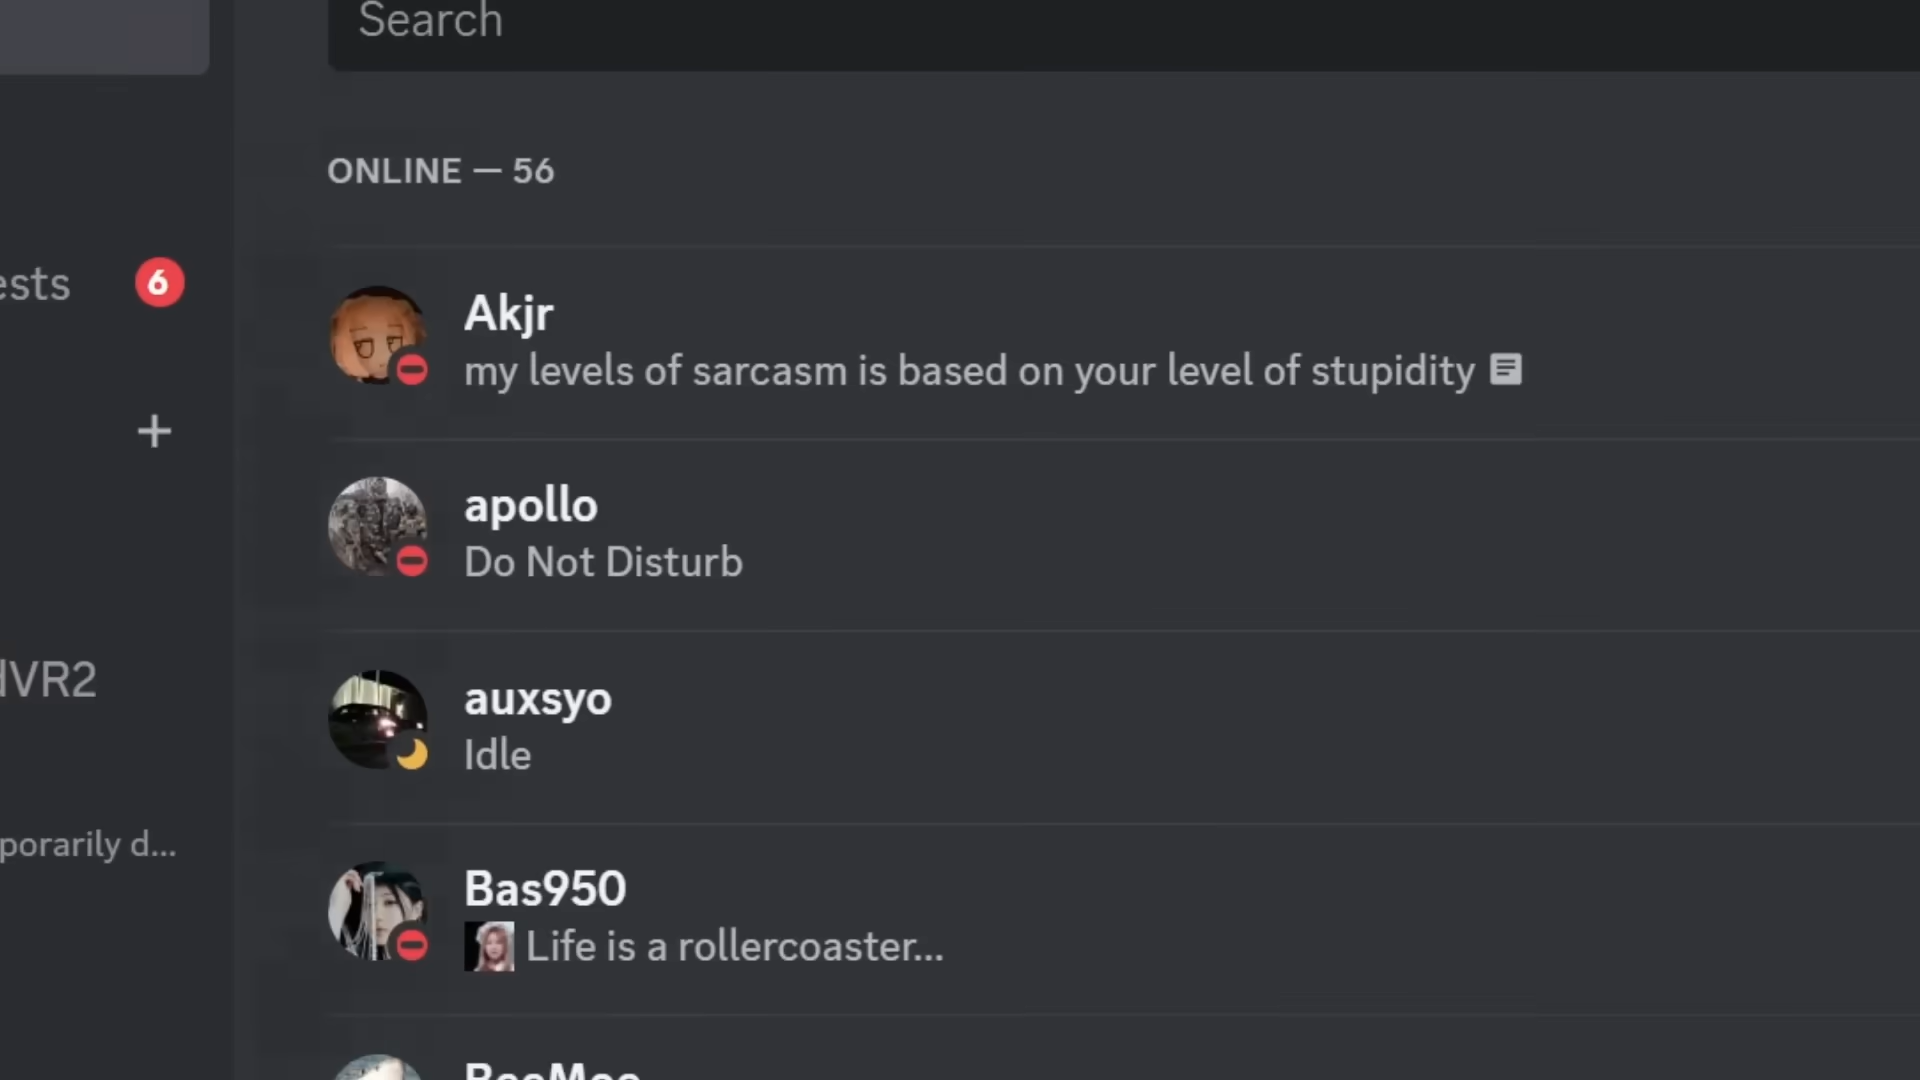 Search
ONLINE — 56
ests 6
Akjr
my levels of sarcasm is based on your level of stupidity
+
apollo
Do Not Disturb
dVR2
auxsyo
Idle
porarily d...
Bas950
Life is a rollercoaster...